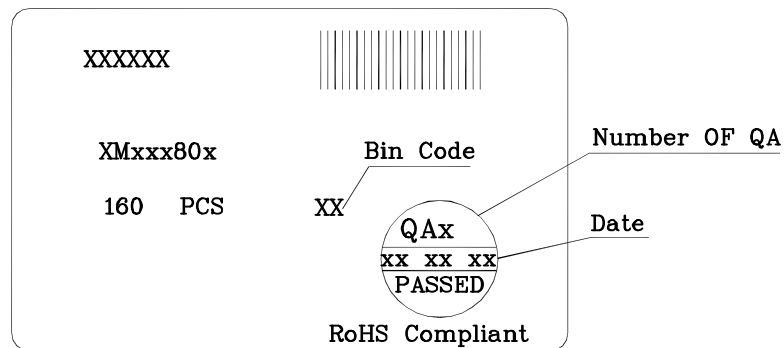 XXXXXX
XMxxx80x
Bin Code
Number OF QA
160 PCS
XX
QAx
Date
xx xx xx
PASSED
RoHS Compliant